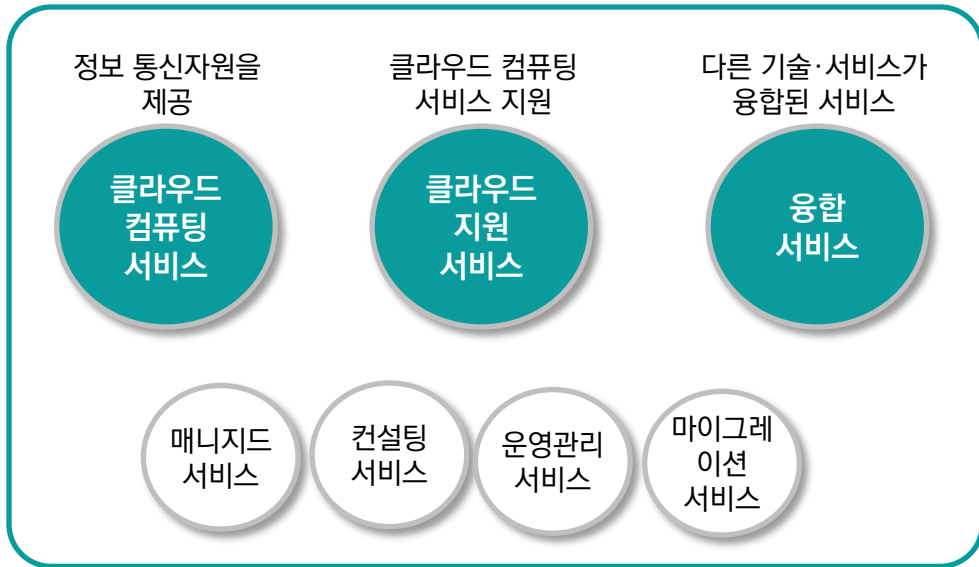 정보 통신자원을
제공
클라우드 컴퓨팅
서비스 지원
다른 기술·서비스가
융합된 서비스
클라우드
컴퓨팅
서비스
클라우드
지원
서비스
융합
서비스
매니지드
서비스
컨설팅
서비스
운영관리
서비스
마이그레
이션
서비스